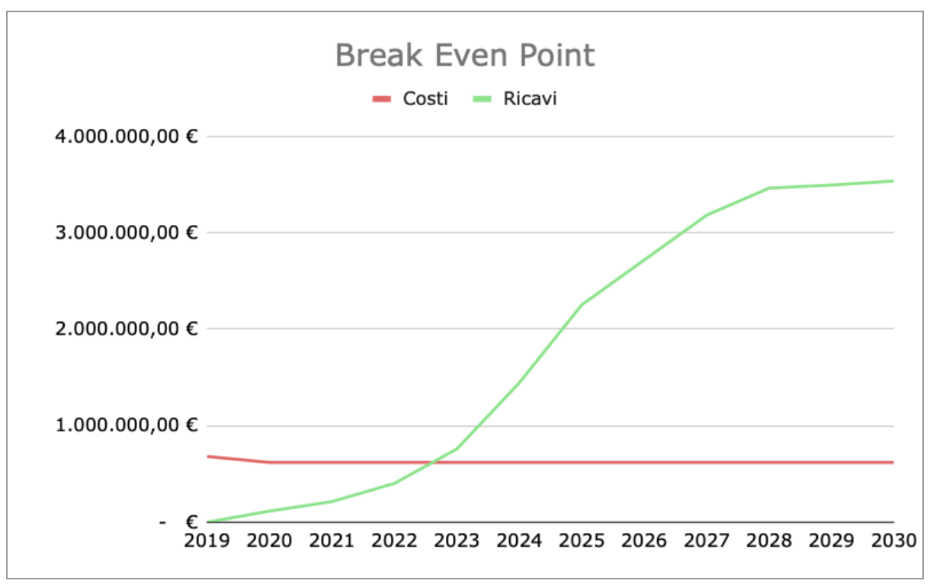 Break Even Point
Costi Ricavi
4.000.000,00 €
3.000.000,00 €
2.000.000,00 €
1.000.000,00 €
- €
2019 2020 2021 2022 2023 2024 2025 2026 2027 2028 2029 2030